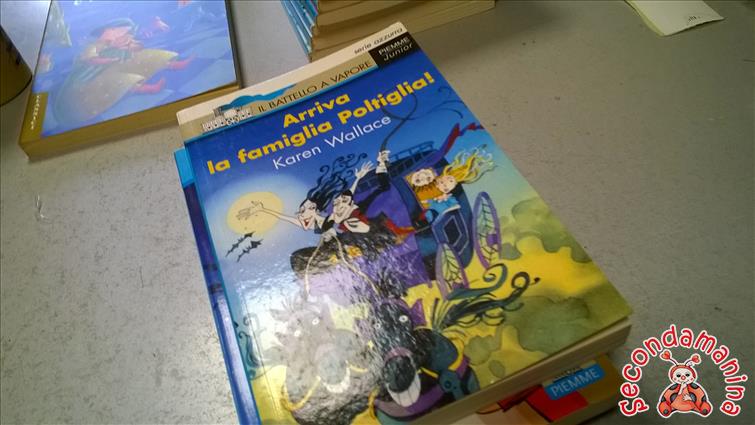 serie azzurra
IL BATTELLO A VAPORE
PIEMME
Junior
Arriva
la famiglia Poltiglia!
Karen Wallace
PIEMME
secondamanina